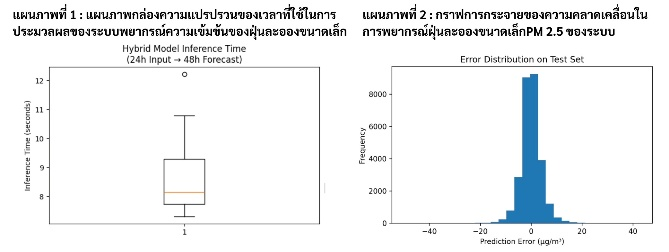 แผนภาพที่ 1 : แผนภาพกล่องความแปรปรวนของเวลาที่ใช้ในการ
ประมวลผลของระบบพยากรณ์ความเข้มข้นของฝุ่นละอองขนาดเล็ก
Hybrid Model Inference Time
(24h Input → 48h Forecast)
Inference Time (seconds)
12
11
10
9
8
1
แผนภาพที่ 2 : กราฟการกระจายของความคลาดเคลื่อนใน
การพยากรณ์ฝุ่นละอองขนาดเล็กPM 2.5 ของระบบ
Error Distribution on Test Set
Frequency
8000
6000
4000
2000
0
−40
−20
0
20
40
Prediction Error (µg/m³)